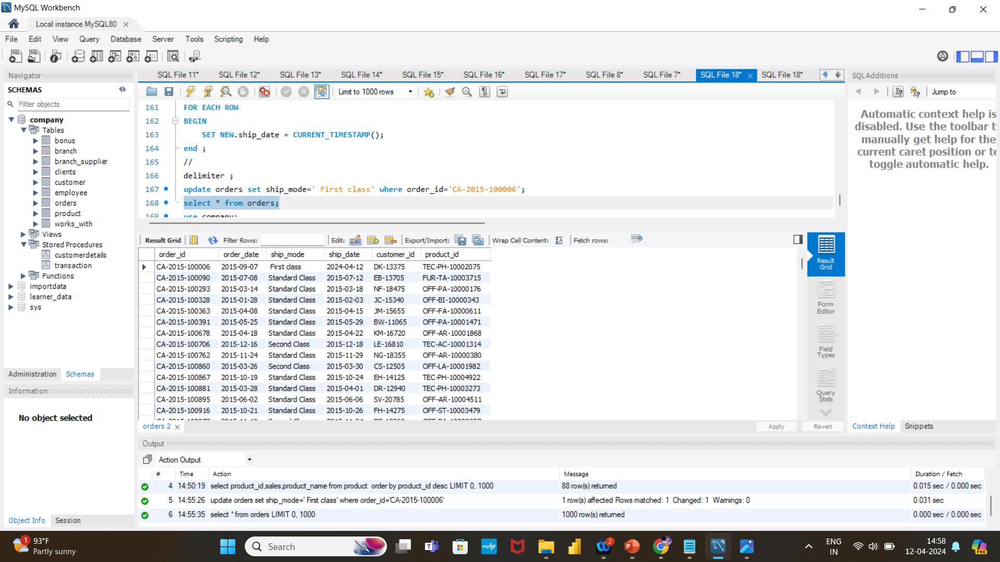 MySQL Workbench
Local instance MySQL80
File Edit View Query Database Server Tools Scripting Help
Navigator
SCHEMAS
Filter objects
company
Tables
bonus
branch
branch_supplier
clients
customer
employee
orders
product
works_with
Views
Stored Procedures
customerdetails
transaction
Functions
importdata
learner_data
sys
Administration Schemas
Information
No object selected
Object Info Session
SQL File 11* SQL File 12* SQL File 13* SQL File 14* SQL File 15* SQL File 16* SQL File 17* SQL File 8* SQL File 7* SQL File 18* SQL File 18*
Limit to 1000 rows
161 FOR EACH ROW
162 BEGIN
163 SET NEW.ship_date = CURRENT_TIMESTAMP();
164 end ;
165 //
166 delimiter ;
167 update orders set ship_mode=' First class' where order_id='CA-2015-100006';
168 select * from orders;
169 use company;
Result Grid Filter Rows: Edit: Export/Import: Wrap Cell Content: Fetch rows:
order_id order_date ship_mode ship_date customer_id product_id
CA-2015-100006 2015-09-07 First class 2024-04-12 DK-13375 TEC-PH-10002075
CA-2015-100090 2015-07-08 Standard Class 2015-07-12 EB-13705 FUR-TA-10003715
CA-2015-100293 2015-03-14 Standard Class 2015-03-18 NF-18475 OFF-PA-10000176
CA-2015-100328 2015-01-28 Standard Class 2015-02-03 JC-15340 OFF-BI-10000343
CA-2015-100363 2015-04-08 Standard Class 2015-04-15 JM-15655 OFF-FA-10000611
CA-2015-100391 2015-05-25 Standard Class 2015-05-29 BW-11065 OFF-PA-10001471
CA-2015-100678 2015-04-18 Standard Class 2015-04-22 KM-16720 OFF-AR-10001868
CA-2015-100706 2015-12-16 Second Class 2015-12-18 LE-16810 TEC-AC-10001314
CA-2015-100762 2015-11-24 Standard Class 2015-11-29 NG-18355 OFF-AR-10000380
CA-2015-100860 2015-03-26 Second Class 2015-03-30 CS-12505 OFF-LA-10001982
CA-2015-100867 2015-10-19 Standard Class 2015-10-24 EH-14125 TEC-PH-10004922
CA-2015-100881 2015-03-28 Standard Class 2015-04-01 DR-12940 TEC-PH-10003273
CA-2015-100895 2015-06-02 Standard Class 2015-06-06 SV-20785 OFF-AR-10004511
CA-2015-100916 2015-10-21 Standard Class 2015-10-26 FH-14275 OFF-ST-10003479
Result Grid
Form Editor
Field Types
Query Stats
orders 2 Apply Revert
SQLAdditions
Jump to
Automatic context help is
disabled. Use the toolbar t
manually get help for the
current caret position or to
toggle automatic help.
Context Help Snippets
Output
Action Output
# Time Action Message Duration / Fetch
4 14:50:19 select product_id,sales,product_name from product order by product_id desc LIMIT 0, 1000 88 row(s) returned 0.015 sec / 0.000 sec
5 14:55:26 update orders set ship_mode=' First class' where order_id='CA-2015-100006' 1 row(s) affected Rows matched: 1 Changed: 1 Warnings: 0 0.031 sec
6 14:55:35 select * from orders LIMIT 0, 1000 1000 row(s) returned 0.000 sec / 0.000 sec
1 93°F
Partly sunny
Search
myhp
2
ENG
IN
14:58
12-04-2024
PRE